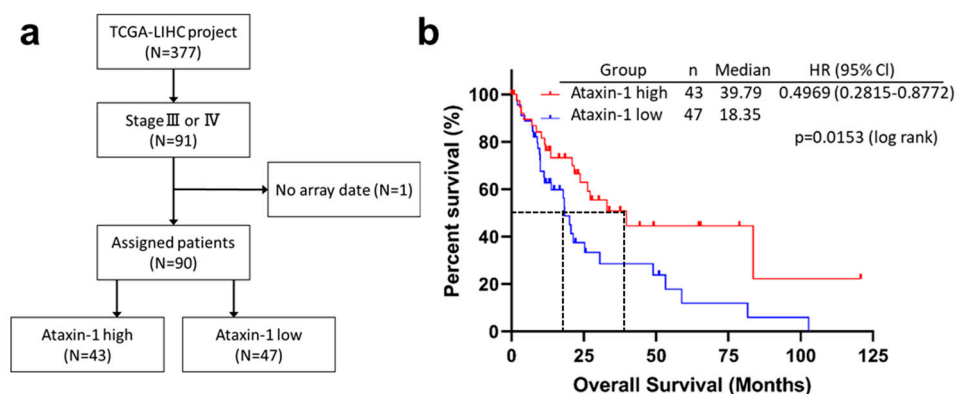 a
TCGA-LIHC project
(N=377)
Stage Ⅲ or Ⅳ
(N=91)
No array date (N=1)
Assigned patients
(N=90)
Ataxin-1 high
(N=43)
Ataxin-1 low
(N=47)
b
Group n Median HR (95% CI)
Ataxin-1 high 43 39.79 0.4969 (0.2815-0.8772)
Ataxin-1 low 47 18.35
p=0.0153 (log rank)
Percent survival (%)
100
80
60
40
20
0
0 25 50 75 100 125
Overall Survival (Months)